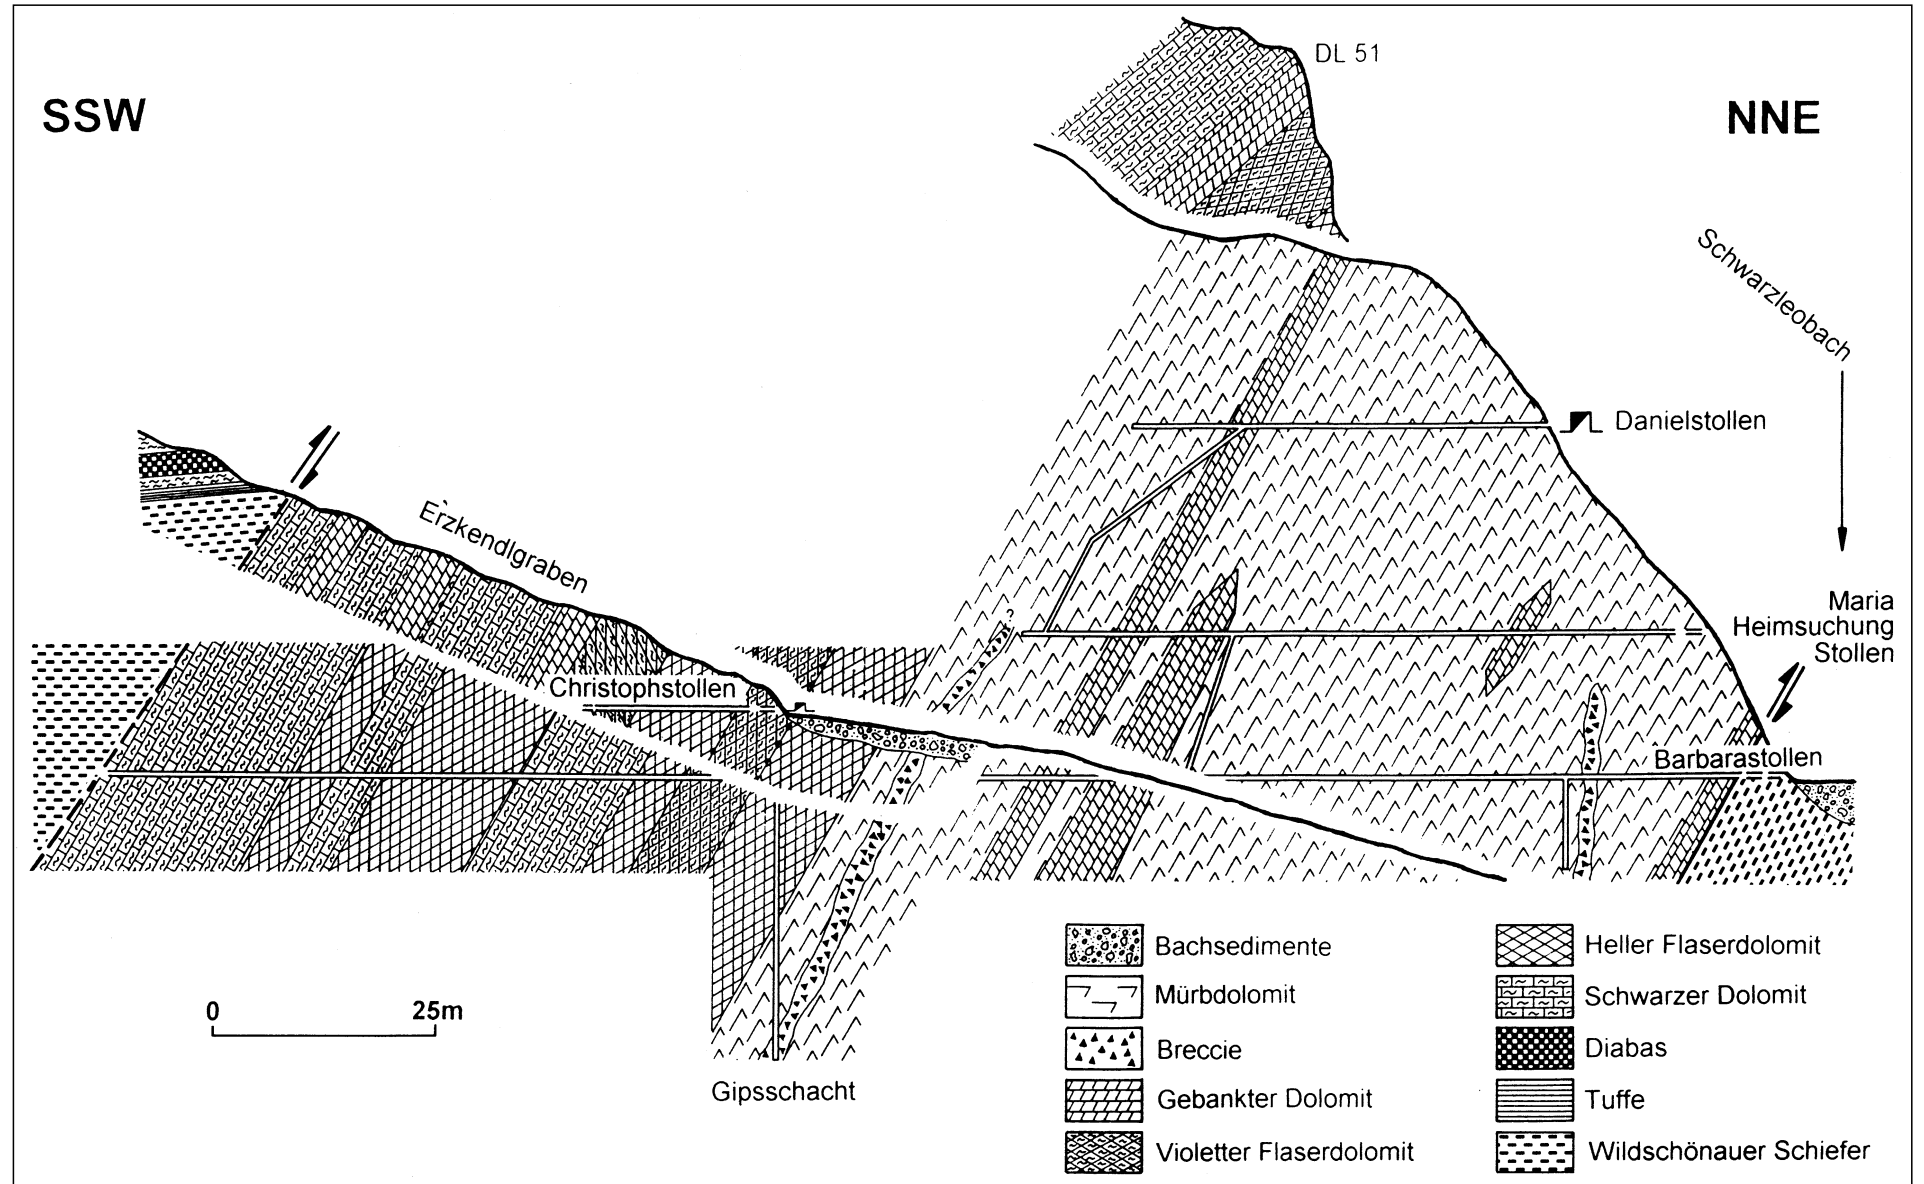 DL 51
SSW
NNE
Schwarzleobach
Danielstollen
Erzkendlgraben
Maria
Heimsuchung
Stollen
?
Christophstollen
Barbarastollen
0 25m
Gipsschacht
Bachsedimente
Mürbdolomit
Breccie
Gebankter Dolomit
Violetter Flaserdolomit
Heller Flaserdolomit
Schwarzer Dolomit
Diabas
Tuffe
Wildschönauer Schiefer